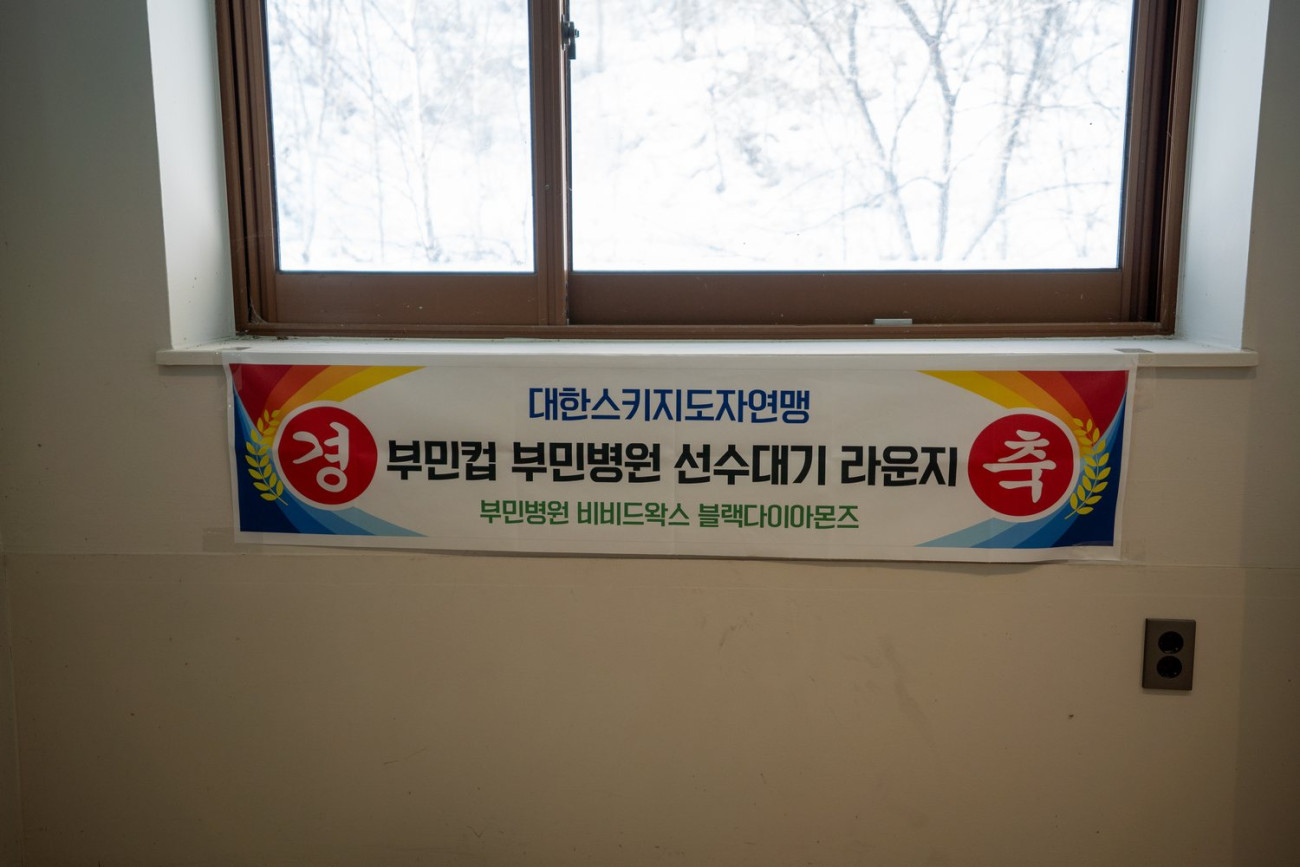 대한스키지도자연맹
경 부민컵 부민병원 선수대기 라운지 축
부민병원 비비드왁스 블랙다이아몬즈